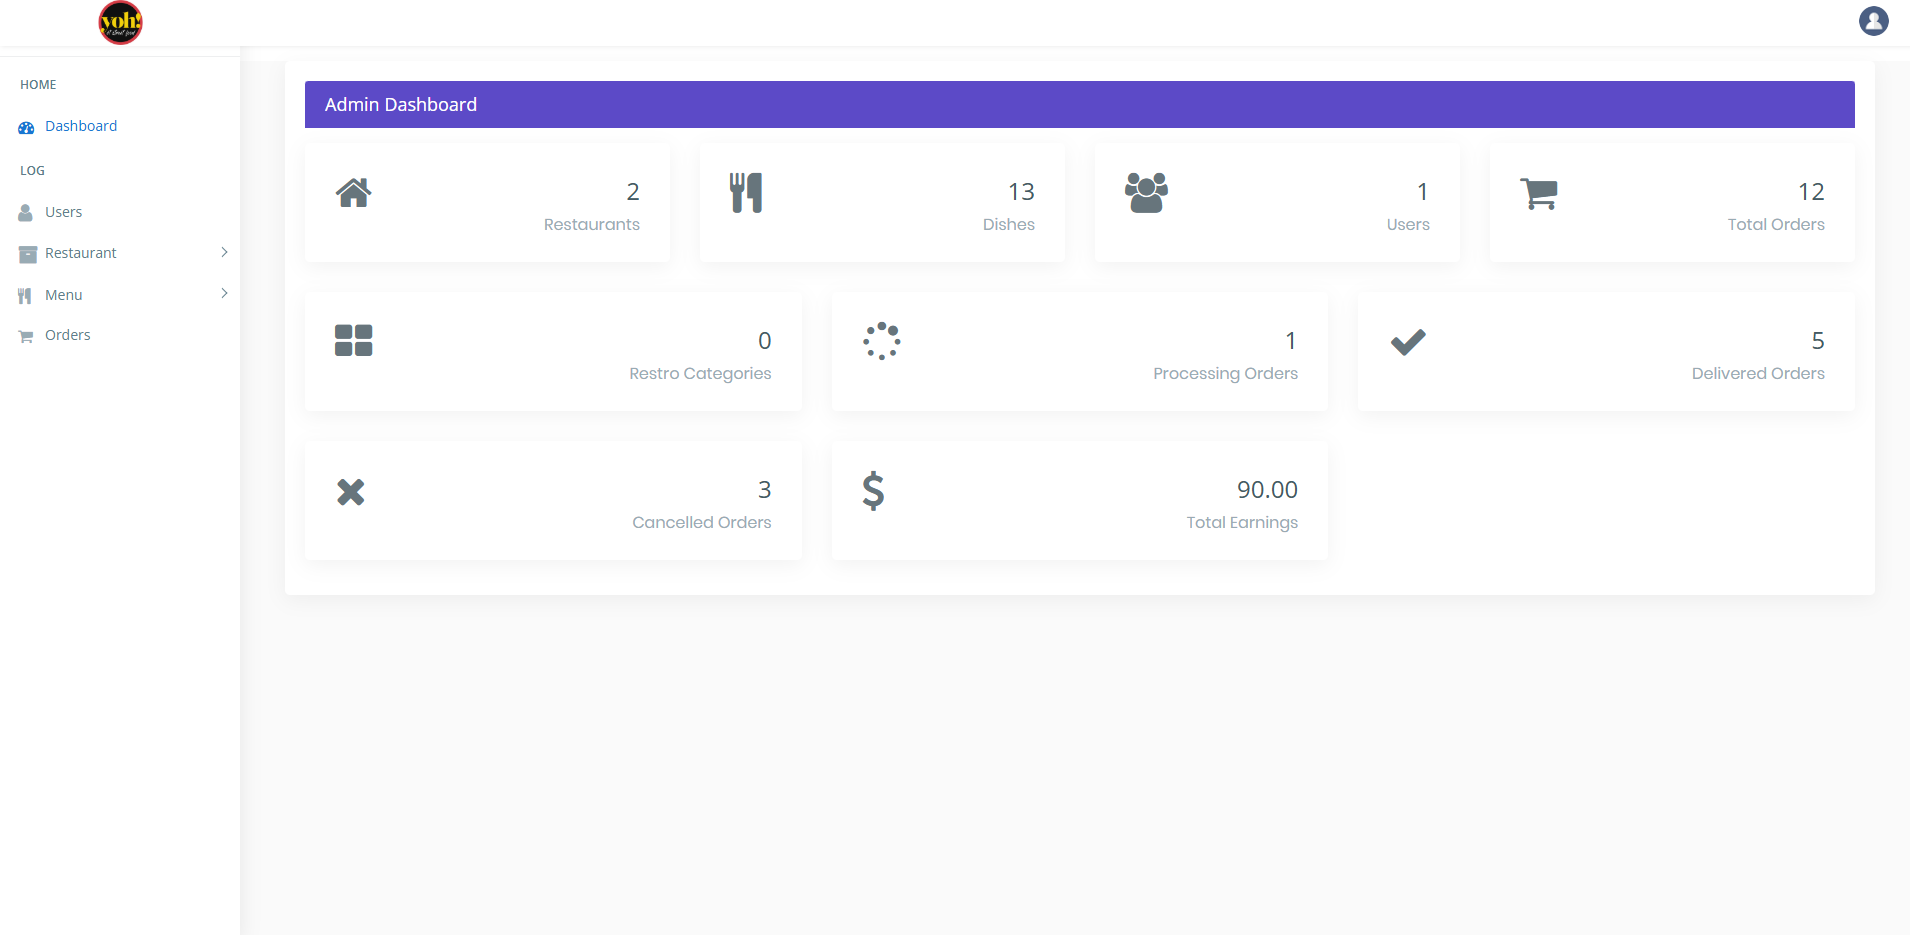 yoh!
HOME
Dashboard
LOG
Users
Restaurant
Menu
Orders
Admin Dashboard
2
Restaurants
13
Dishes
1
Users
12
Total Orders
0
Restro Categories
1
Processing Orders
5
Delivered Orders
3
Cancelled Orders
90.00
Total Earnings